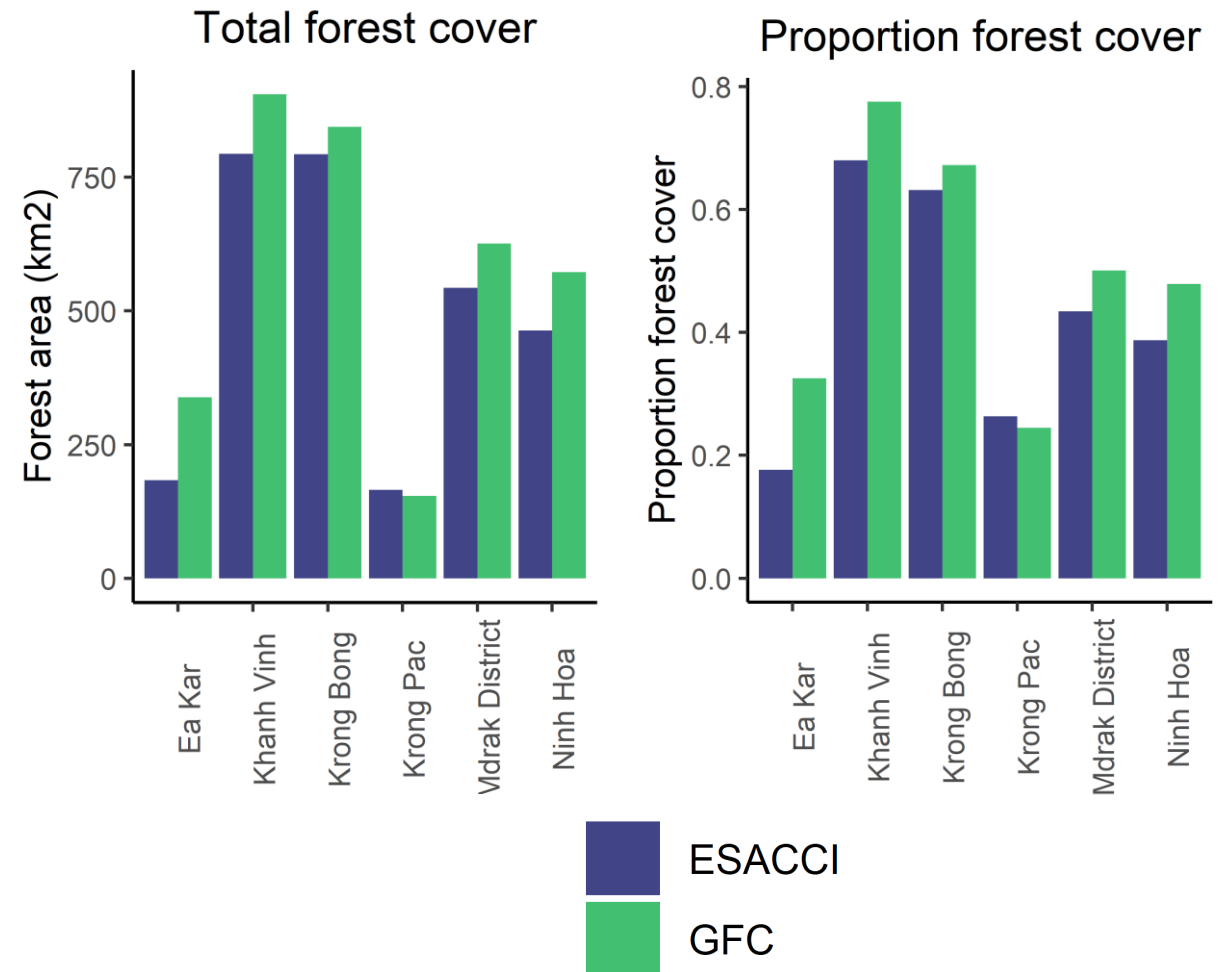 Total forest cover
Forest area (km2)
750
500
250
0
Ea Kar
Khanh Vinh
Krong Bong
Krong Pac
Mdrak District
Ninh Hoa
Proportion forest cover
Proportion forest cover
0.8
0.6
0.4
0.2
0.0
Ea Kar
Khanh Vinh
Krong Bong
Krong Pac
Mdrak District
Ninh Hoa
ESACCI
GFC